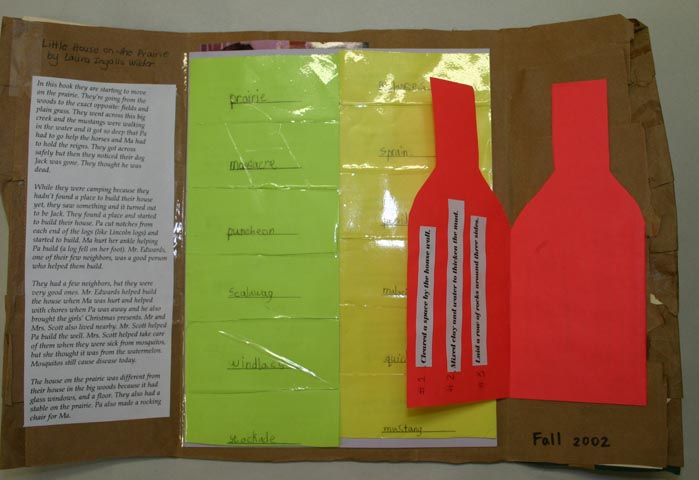 Little House on the Prairie
by Laura Ingalls Wilder
In this book they are starting to move
on the prairie. They're going from the
woods to the exact opposite: fields and
plain grass. They went across this big
creek and the mustangs were walking
in the water and it got so deep that Pa
had to go help the horses and Ma had
to hold the reigns. They got across
safely but then they noticed their dog
Jack was gone. They thought he was
dead.
While they were camping because they
hadn't found a place to build their house
yet, they saw something and it turned out
to be Jack. They found a place and started
to build their house. Pa cut notches from
each end of the logs (like Lincoln logs) and
started to build. Ma hurt her ankle helping
Pa build (a log fell on her foot). Mr. Edwards,
one of their few neighbors, was a good person
who helped them build.
They had a few neighbors, but they were
very good ones. Mr. Edwards helped build
the house when Ma was hurt and helped
with chores when Pa was away and he also
brought the girls' Christmas presents. Mr and
Mrs. Scott also lived nearby. Mr. Scott helped
Pa build the well. Mrs. Scott helped take care
of them when they were sick from mosquitos,
but she thought it was from the watermelon.
Mosquitos still cause disease today.
The house on the prairie was different from
their house in the big woods because it had
glass windows, and a floor. They also had a
stable on the prairie. Pa also made a rocking
chair for Ma.
prairie
massacre
puncheon
windlass
stockade
sprain
mustang
#1 Cleared a space by the house wall.
#2 Mixed clay and water to thicken the mud.
#3 Laid a row of rocks around three sides.
Fall 2002